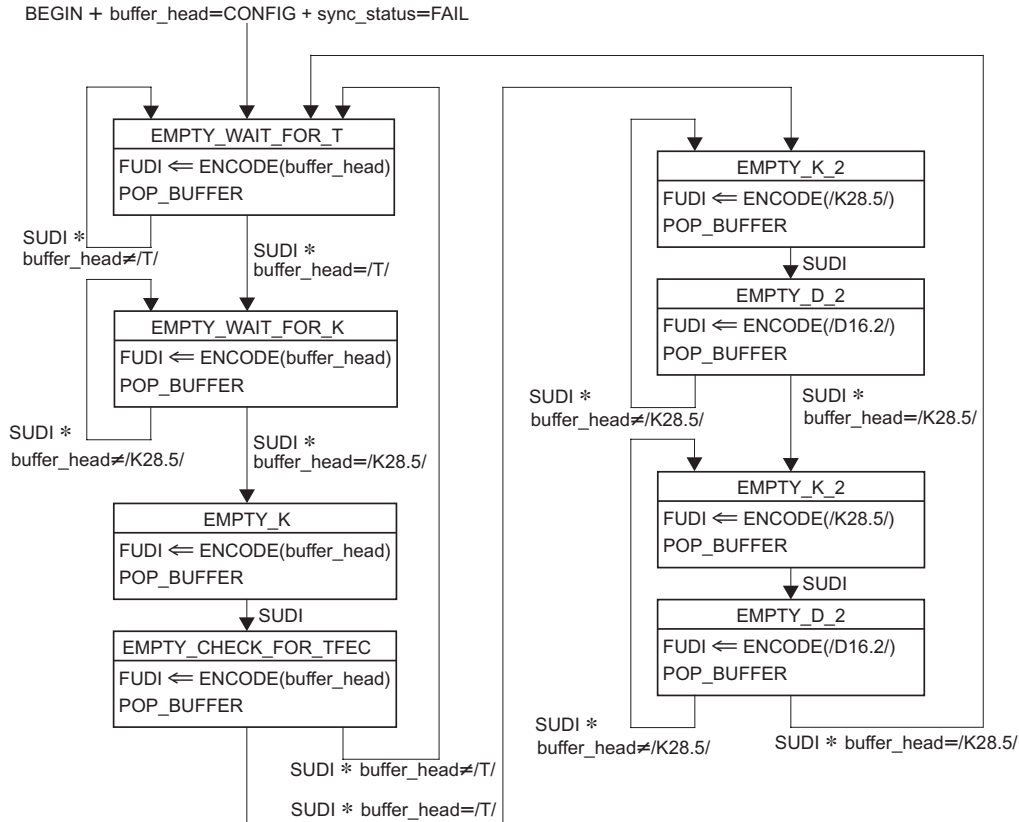 BEGIN + buffer_head=CONFIG + sync_status=FAIL
EMPTY_WAIT_FOR_T
FUDI ⇐ ENCODE(buffer_head)
POP_BUFFER
SUDI *
buffer_head≠/T/
SUDI *
buffer_head=/T/
EMPTY_WAIT_FOR_K
FUDI ⇐ ENCODE(buffer_head)
POP_BUFFER
SUDI *
buffer_head≠/K28.5/
SUDI *
buffer_head=/K28.5/
EMPTY_K
FUDI ⇐ ENCODE(buffer_head)
POP_BUFFER
SUDI
EMPTY_CHECK_FOR_TFEC
FUDI ⇐ ENCODE(buffer_head)
POP_BUFFER
SUDI * buffer_head≠/T/
SUDI * buffer_head=/T/
EMPTY_K_2
FUDI ⇐ ENCODE(/K28.5/)
POP_BUFFER
SUDI
EMPTY_D_2
FUDI ⇐ ENCODE(/D16.2/)
POP_BUFFER
SUDI *
buffer_head≠/K28.5/
SUDI *
buffer_head=/K28.5/
EMPTY_K_2
FUDI ⇐ ENCODE(/K28.5/)
POP_BUFFER
SUDI
EMPTY_D_2
FUDI ⇐ ENCODE(/D16.2/)
POP_BUFFER
SUDI *
buffer_head≠/K28.5/
SUDI * buffer_head=/K28.5/